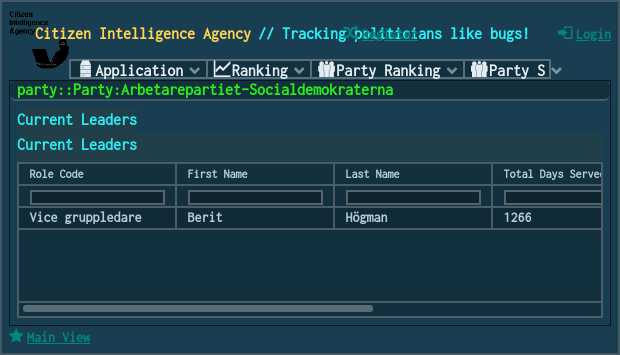 Citizen
Intelligence
Agency
Citizen Intelligence Agency // Tracking politicians like bugs!
Login
Application
Ranking
Party Ranking
Party S
party::Party:Arbetarepartiet-Socialdemokraterna
Current Leaders
Current Leaders
Role Code First Name Last Name Total Days Served
Vice gruppledare Berit Högman 1266
Main View